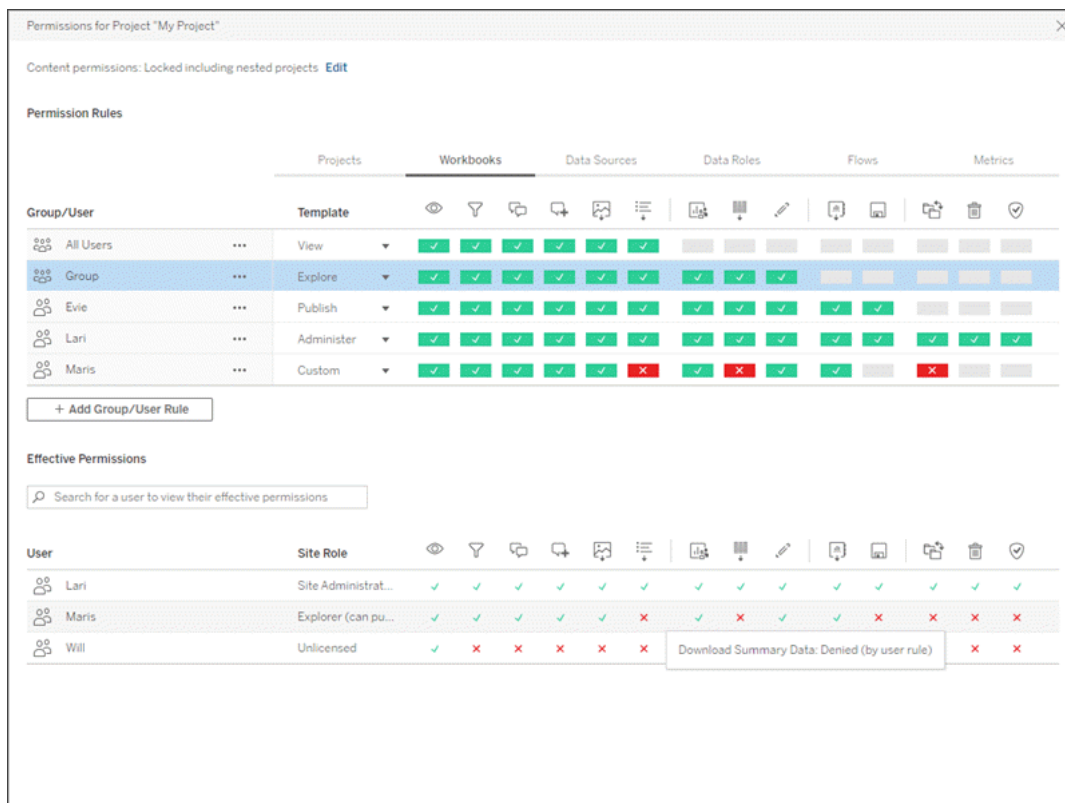 Permissions for Project "My Project"
Content permissions: Locked including nested projects Edit
Permission Rules
Projects Workbooks Data Sources Data Roles Flows Metrics
Group/User Template
All Users View
Group Explore
Evie Publish
Lari Administer
Maris Custom
+ Add Group/User Rule
Effective Permissions
Search for a user to view their effective permissions
User Site Role
Lari Site Administrat...
Maris Explorer (can pu...
Will Unlicensed
Download Summary Data: Denied (by user rule)